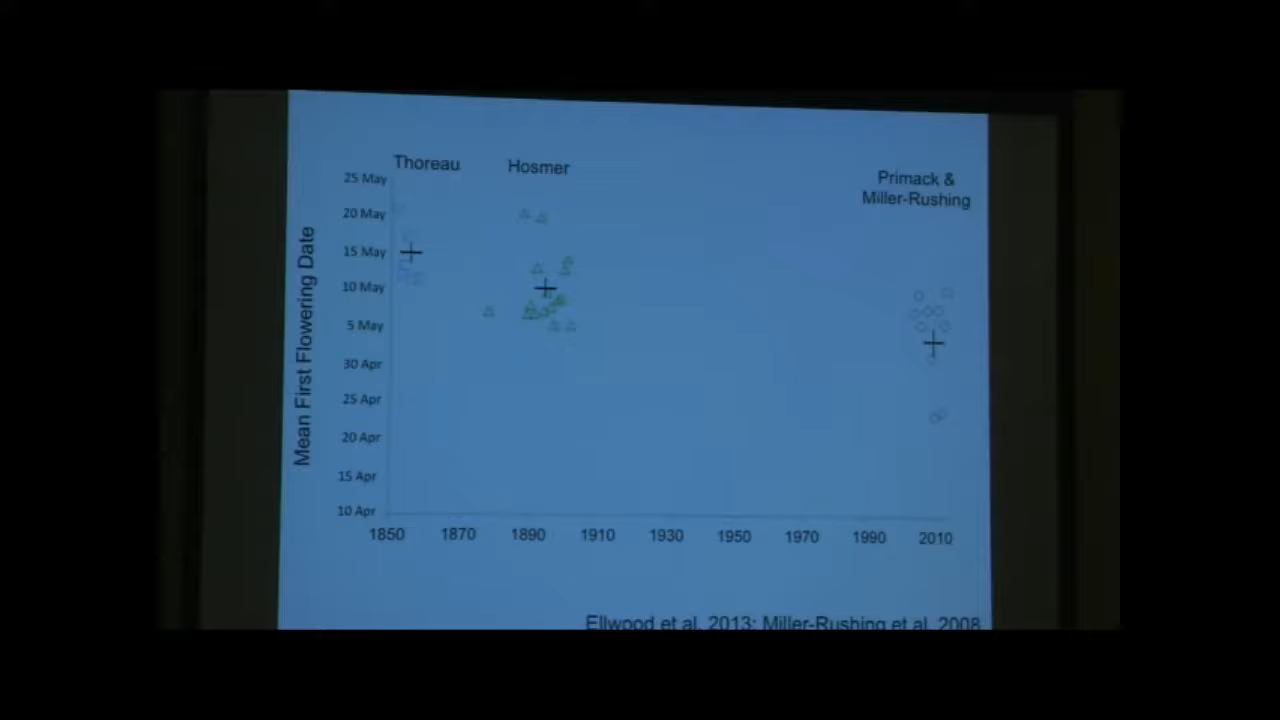 Thoreau
Hosmer
Primack &
Miller-Rushing
Mean First Flowering Date
25 May
20 May
15 May
10 May
5 May
30 Apr
25 Apr
20 Apr
15 Apr
10 Apr
1850 1870 1890 1910 1930 1950 1970 1990 2010
Ellwood et al. 2013; Miller-Rushing et al. 2008